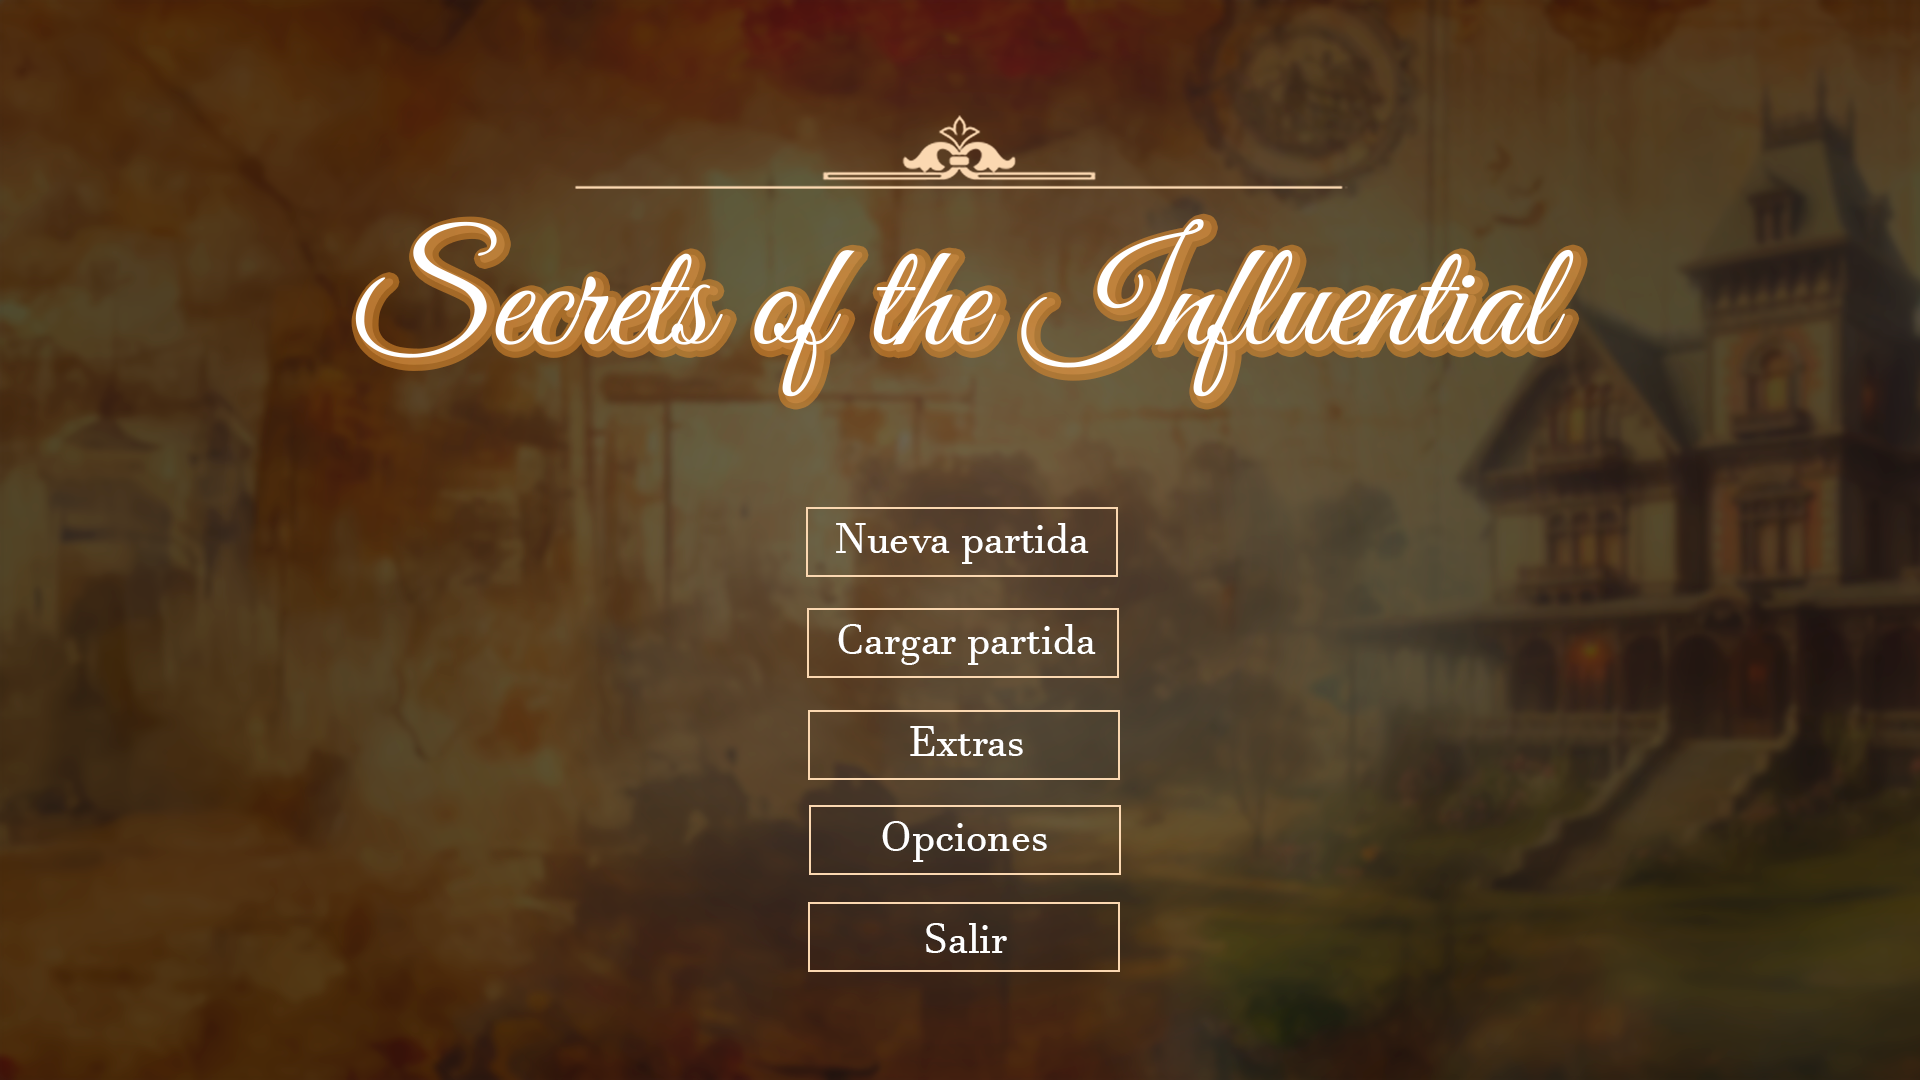 Secrets of the Influential
Nueva partida
Cargar partida
Extras
Opciones
Salir